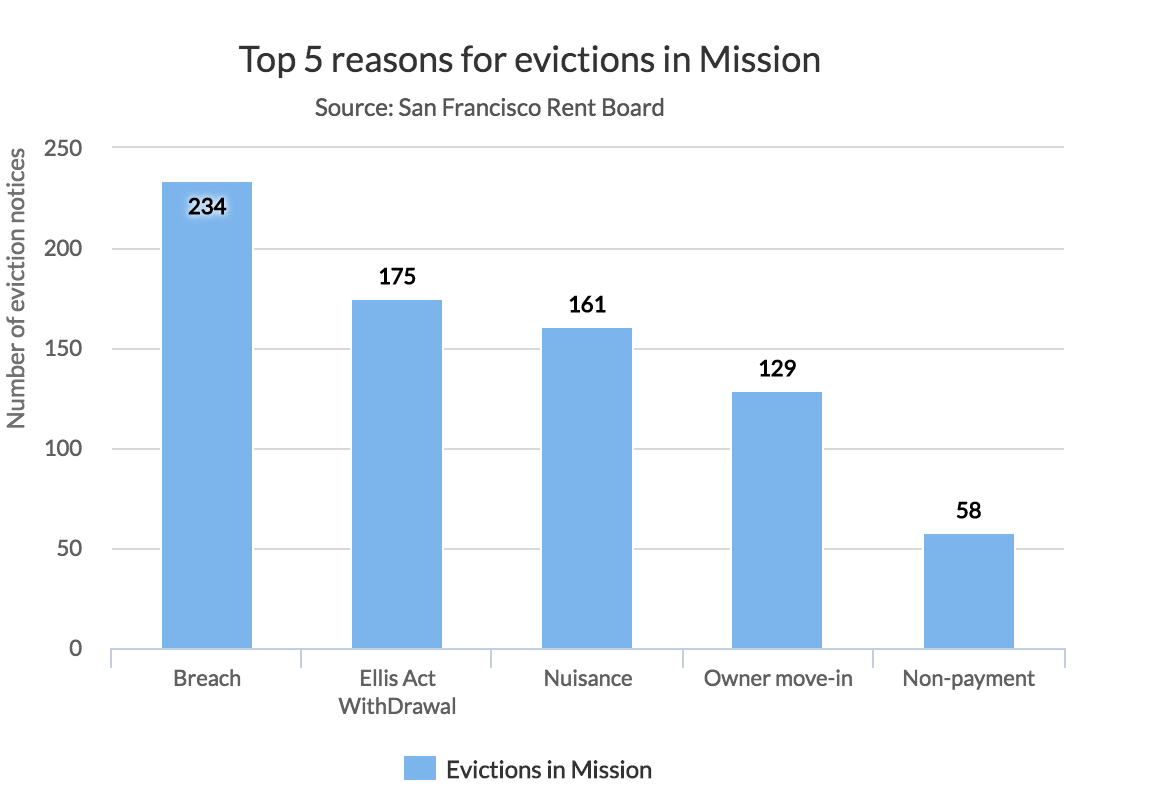 Top 5 reasons for evictions in Mission
Source: San Francisco Rent Board
Number of eviction notices
250
200
150
100
50
0
234
175
161
129
58
Breach
Ellis Act
WithDrawal
Nuisance
Owner move-in
Non-payment
Evictions in Mission